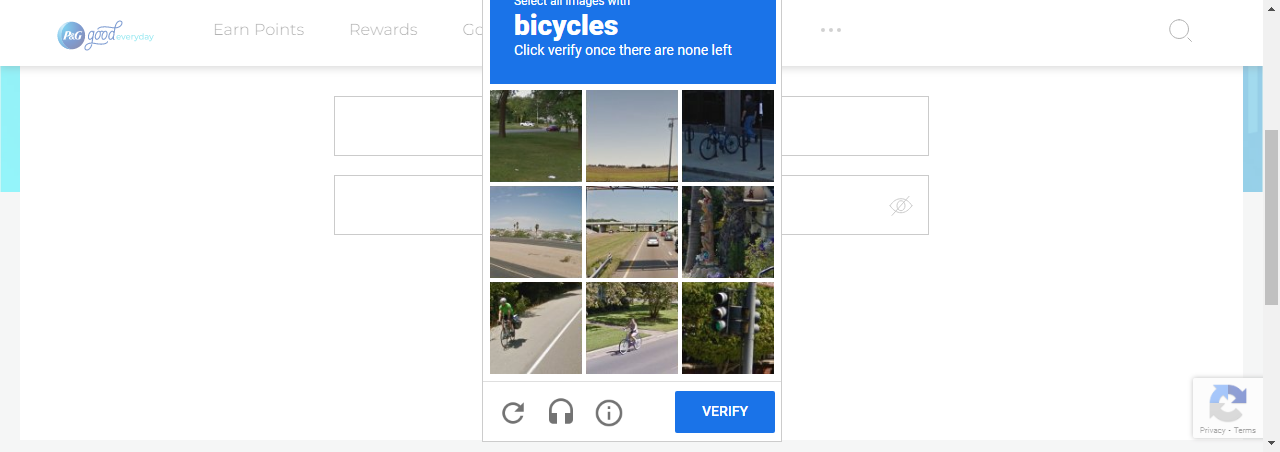 Select all images with
P&G good everyday
Earn Points
Rewards
bicycles
Click verify once there are none left
VERIFY
Privacy - Terms